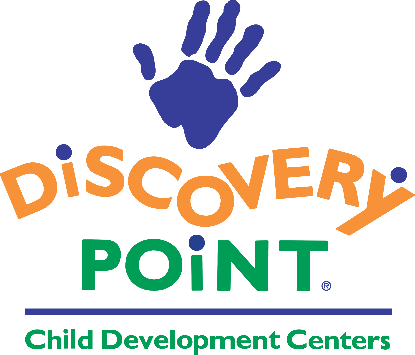 DiSCOVERy
POiNT®
Child Development Centers